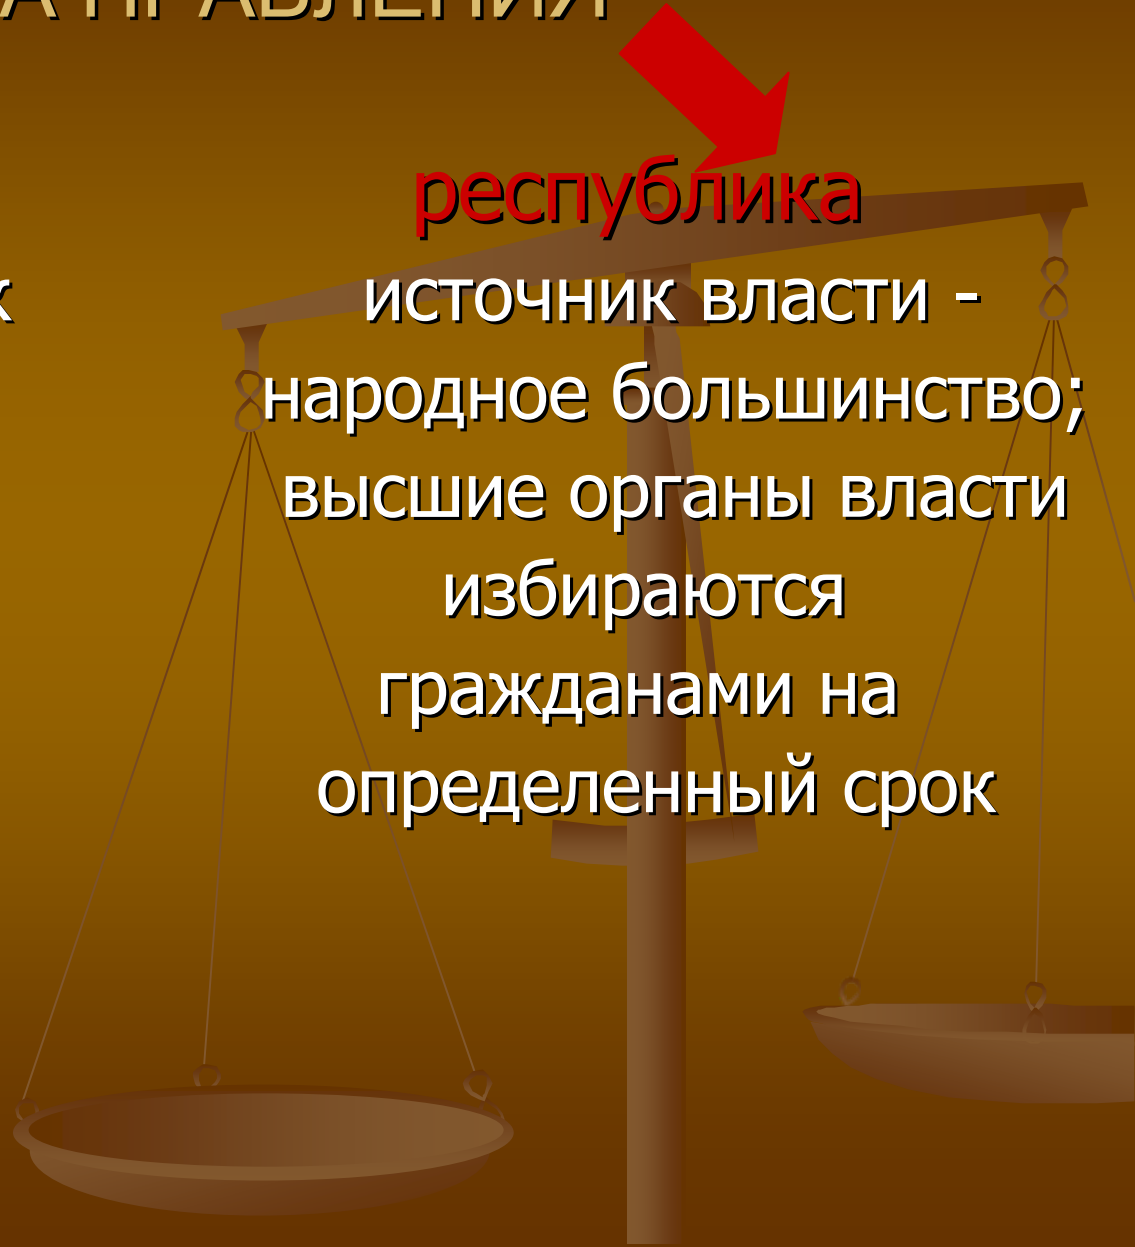 республика
источник власти -
народное большинство;
высшие органы власти
избираются
гражданами на
определенный срок